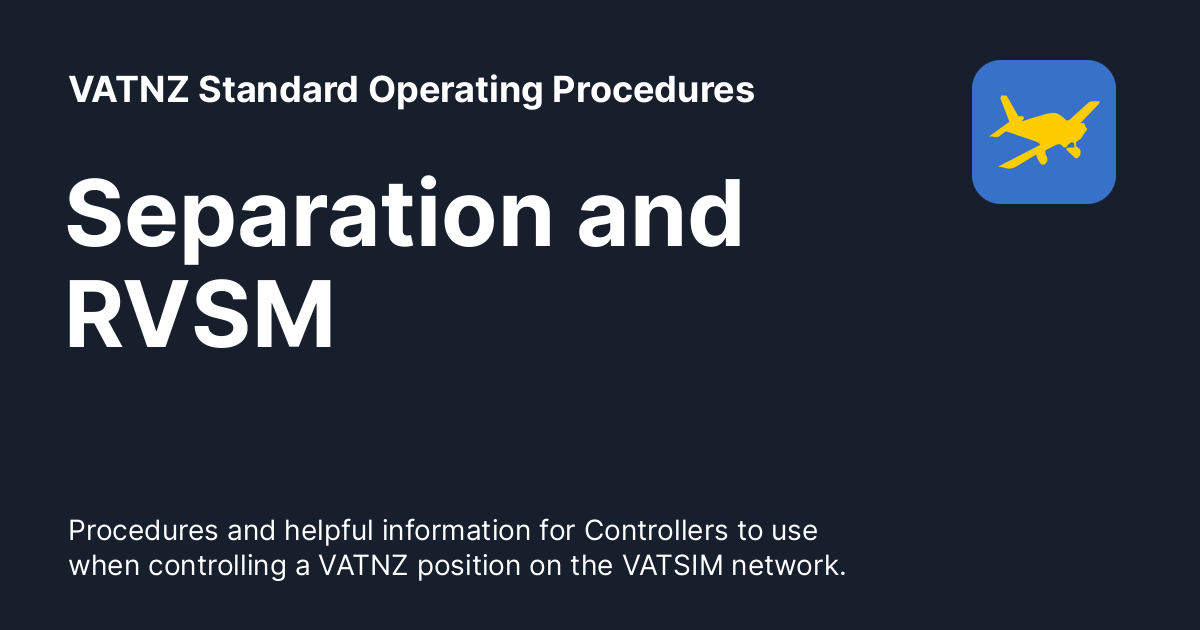 VATNZ Standard Operating Procedures
Separation and
RVSM
Procedures and helpful information for Controllers to use
when controlling a VATNZ position on the VATSIM network.